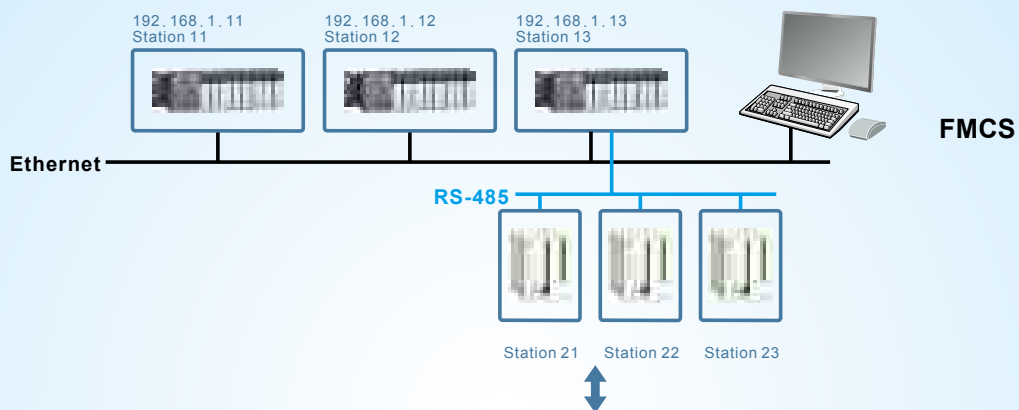 192.168.1.11
Station 11
192.168.1.12
Station 12
192.168.1.13
Station 13
FMCS
Ethernet
RS-485
Station 21
Station 22
Station 23